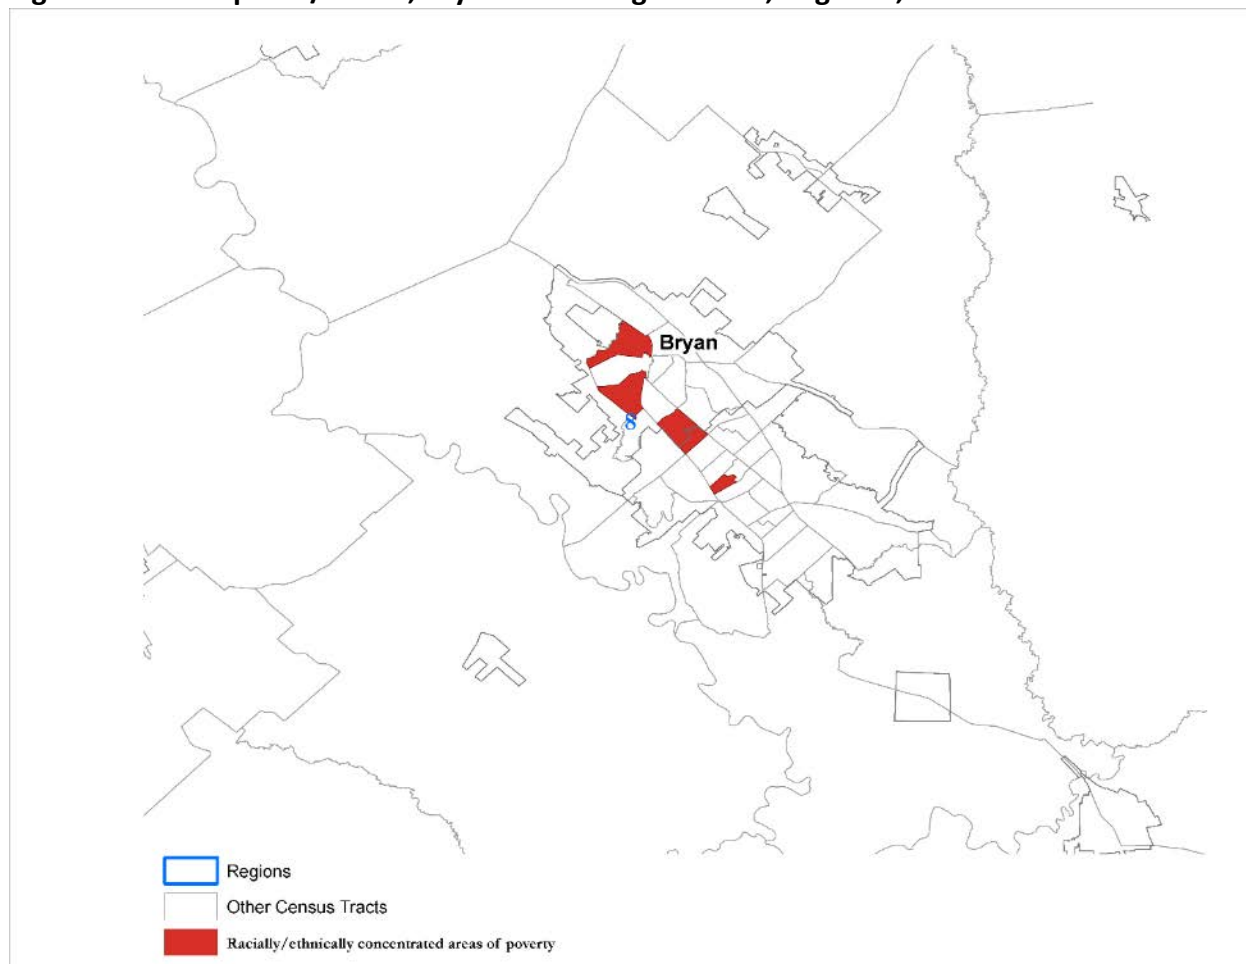 Bryan
8
Regions
Other Census Tracts
Racially/ethnically concentrated areas of poverty